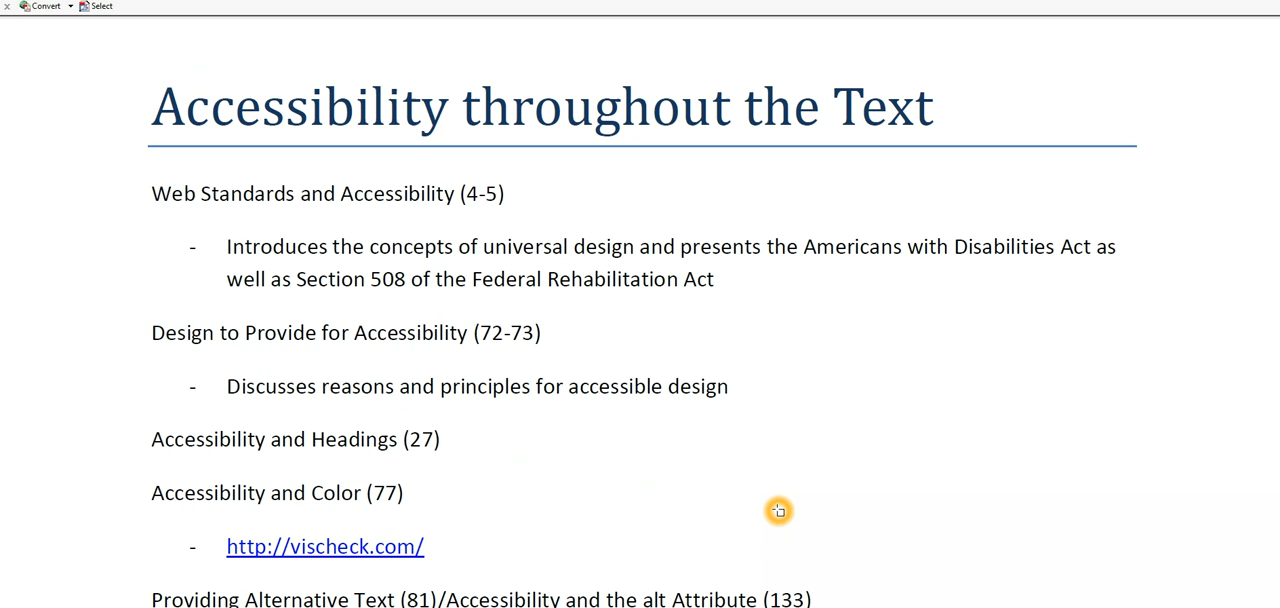 x Convert Select
Accessibility throughout the Text
Web Standards and Accessibility (4-5)
- Introduces the concepts of universal design and presents the Americans with Disabilities Act as
well as Section 508 of the Federal Rehabilitation Act
Design to Provide for Accessibility (72-73)
- Discusses reasons and principles for accessible design
Accessibility and Headings (27)
Accessibility and Color (77)
- http://vischeck.com/
Providing Alternative Text (81)/Accessibility and the alt Attribute (133)